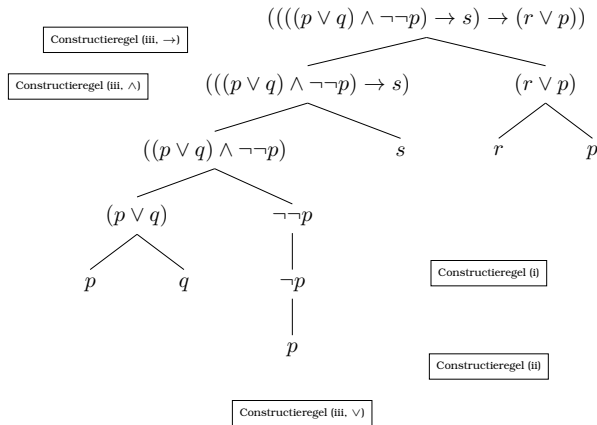 ((((p ∨ q) ∧ ¬¬p) → s) → (r ∨ p))
Constructieregel (iii, →)
Constructieregel (iii, ∧)
(((p ∨ q) ∧ ¬¬p) → s)
(r ∨ p)
((p ∨ q) ∧ ¬¬p)
s
r
p
(p ∨ q)
¬¬p
p
q
¬p
Constructieregel (i)
p
Constructieregel (ii)
Constructieregel (iii, ∨)